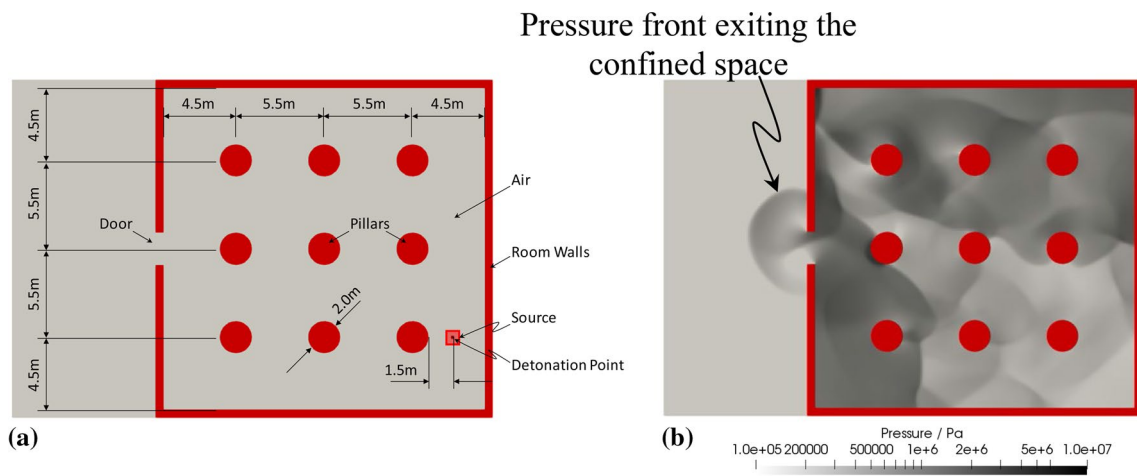 Pressure front exiting the
confined space
4.5m
5.5m
5.5m
4.5m
4.5m
5.5m
5.5m
4.5m
Door
Pillars
Air
Room Walls
2.0m
Source
Detonation Point
1.5m
(a)
(b)
Pressure / Pa
1.0e+05 200000 500000 1e+6 2e+6 5e+6 1.0e+07